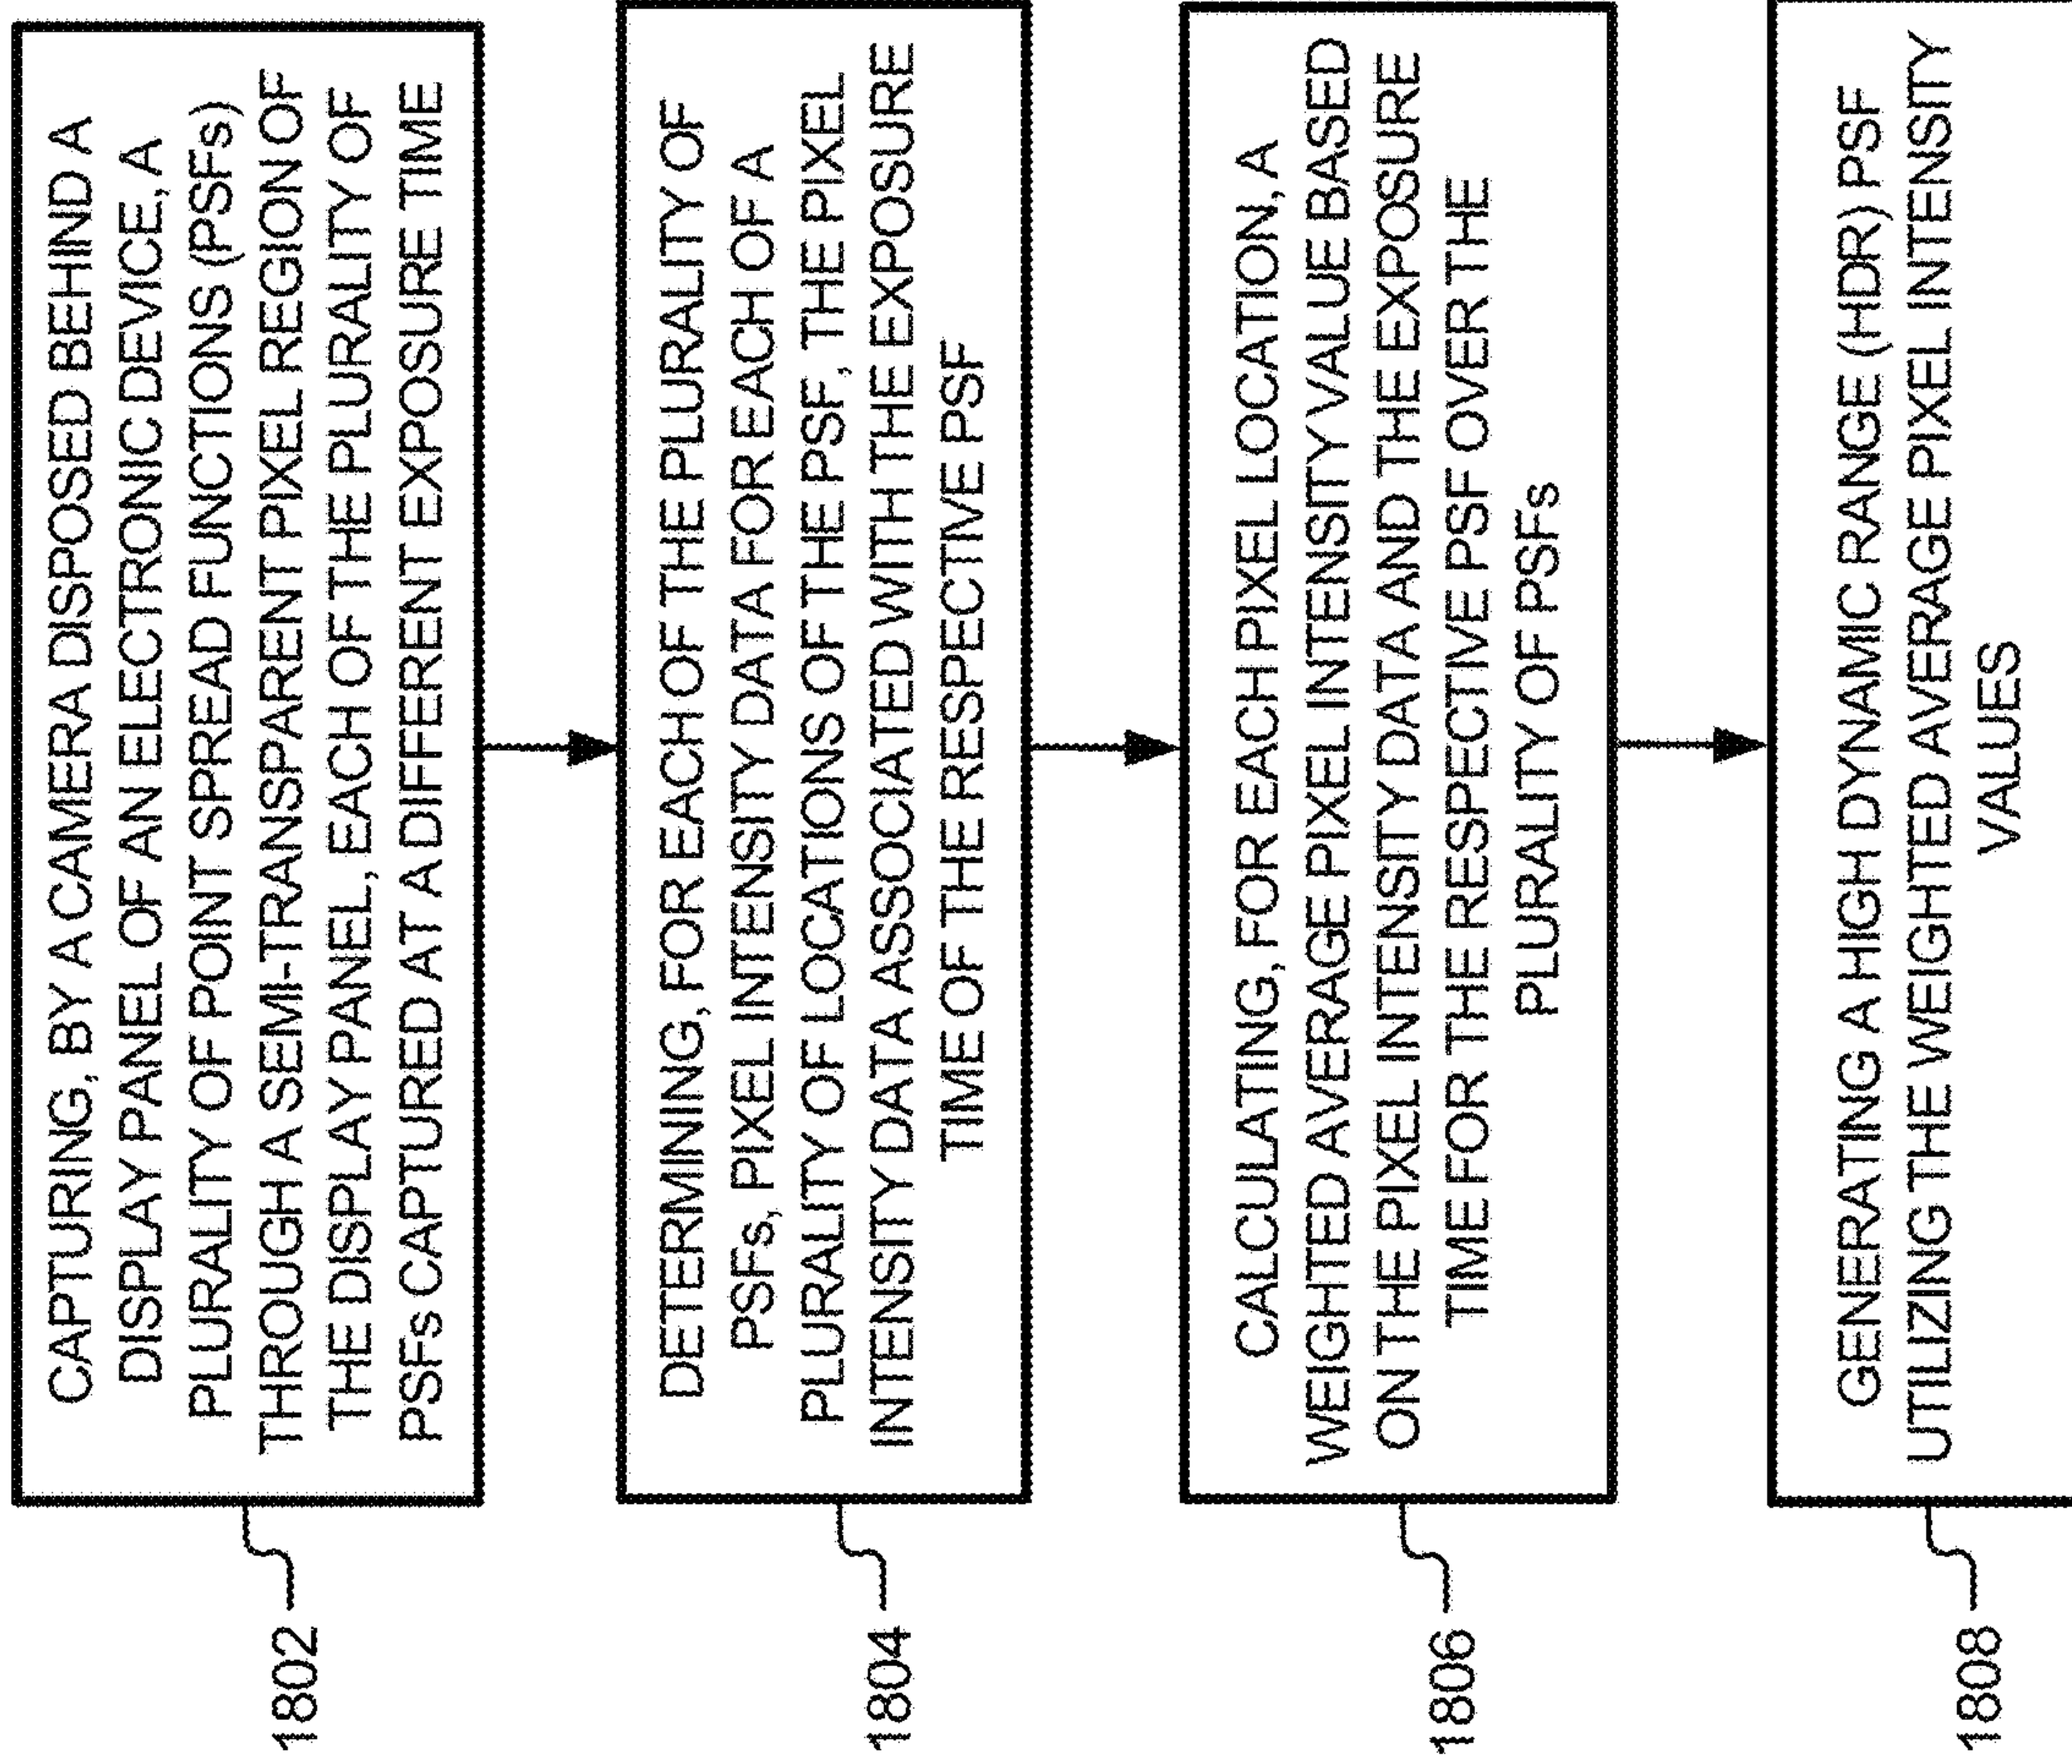 1802
CAPTURING, BY A CAMERA DISPOSED BEHIND A
DISPLAY PANEL OF AN ELECTRONIC DEVICE, A
PLURALITY OF POINT SPREAD FUNCTIONS (PSFs)
THROUGH A SEMI-TRANSPARENT PIXEL REGION OF
THE DISPLAY PANEL, EACH OF THE PLURALITY OF
PSFs CAPTURED AT A DIFFERENT EXPOSURE TIME
1804
DETERMINING, FOR EACH OF THE PLURALITY OF
PSFs, PIXEL INTENSITY DATA FOR EACH OF A
PLURALITY OF LOCATIONS OF THE PSF, THE PIXEL
INTENSITY DATA ASSOCIATED WITH THE EXPOSURE
TIME OF THE RESPECTIVE PSF
1806
CALCULATING, FOR EACH PIXEL LOCATION, A
WEIGHTED AVERAGE PIXEL INTENSITY VALUE BASED
ON THE PIXEL INTENSITY DATA AND THE EXPOSURE
TIME FOR THE RESPECTIVE PSF OVER THE
PLURALITY OF PSFs
1808
GENERATING A HIGH DYNAMIC RANGE (HDR) PSF
UTILIZING THE WEIGHTED AVERAGE PIXEL INTENSITY
VALUES